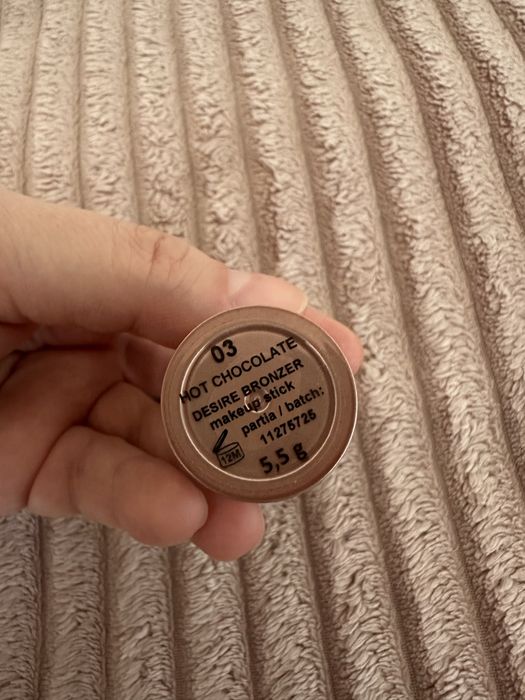 03
HOT CHOCOLATE
DESIRE BRONZER
makeup stick
partia / batch:
11275725
12M
5,5 g